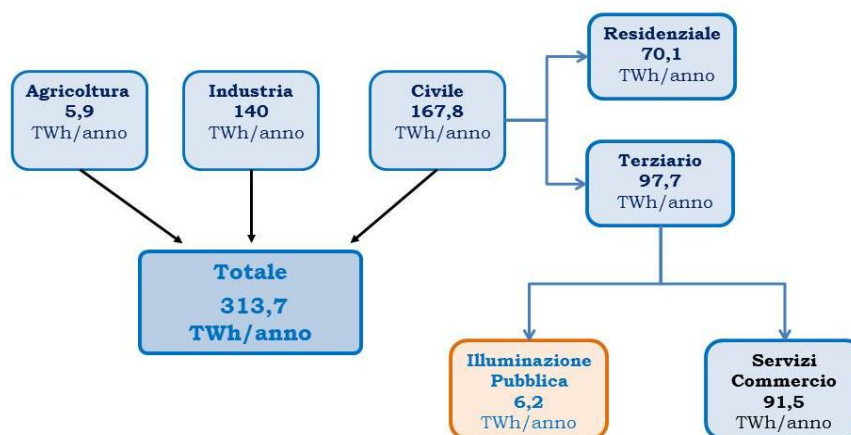 Residenziale
70,1
TWh/anno
Agricoltura
5,9
TWh/anno
Industria
140
TWh/anno
Civile
167,8
TWh/anno
Terziario
97,7
TWh/anno
Totale
313,7
TWh/anno
Illuminazione
Pubblica
6,2
TWh/anno
Servizi
Commercio
91,5
TWh/anno